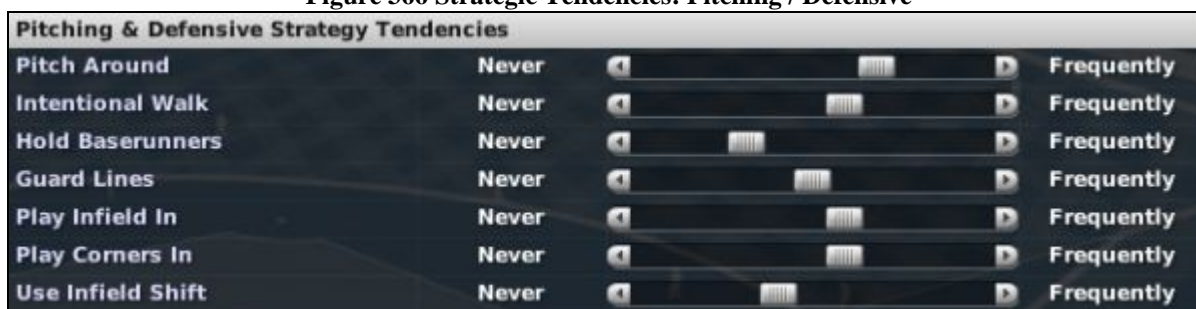 Figure 500 Strategic Tendencies: Pitching / Defensive
Pitching & Defensive Strategy Tendencies
Pitch Around Never Frequently
Intentional Walk Never Frequently
Hold Baserunners Never Frequently
Guard Lines Never Frequently
Play Infield In Never Frequently
Play Corners In Never Frequently
Use Infield Shift Never Frequently